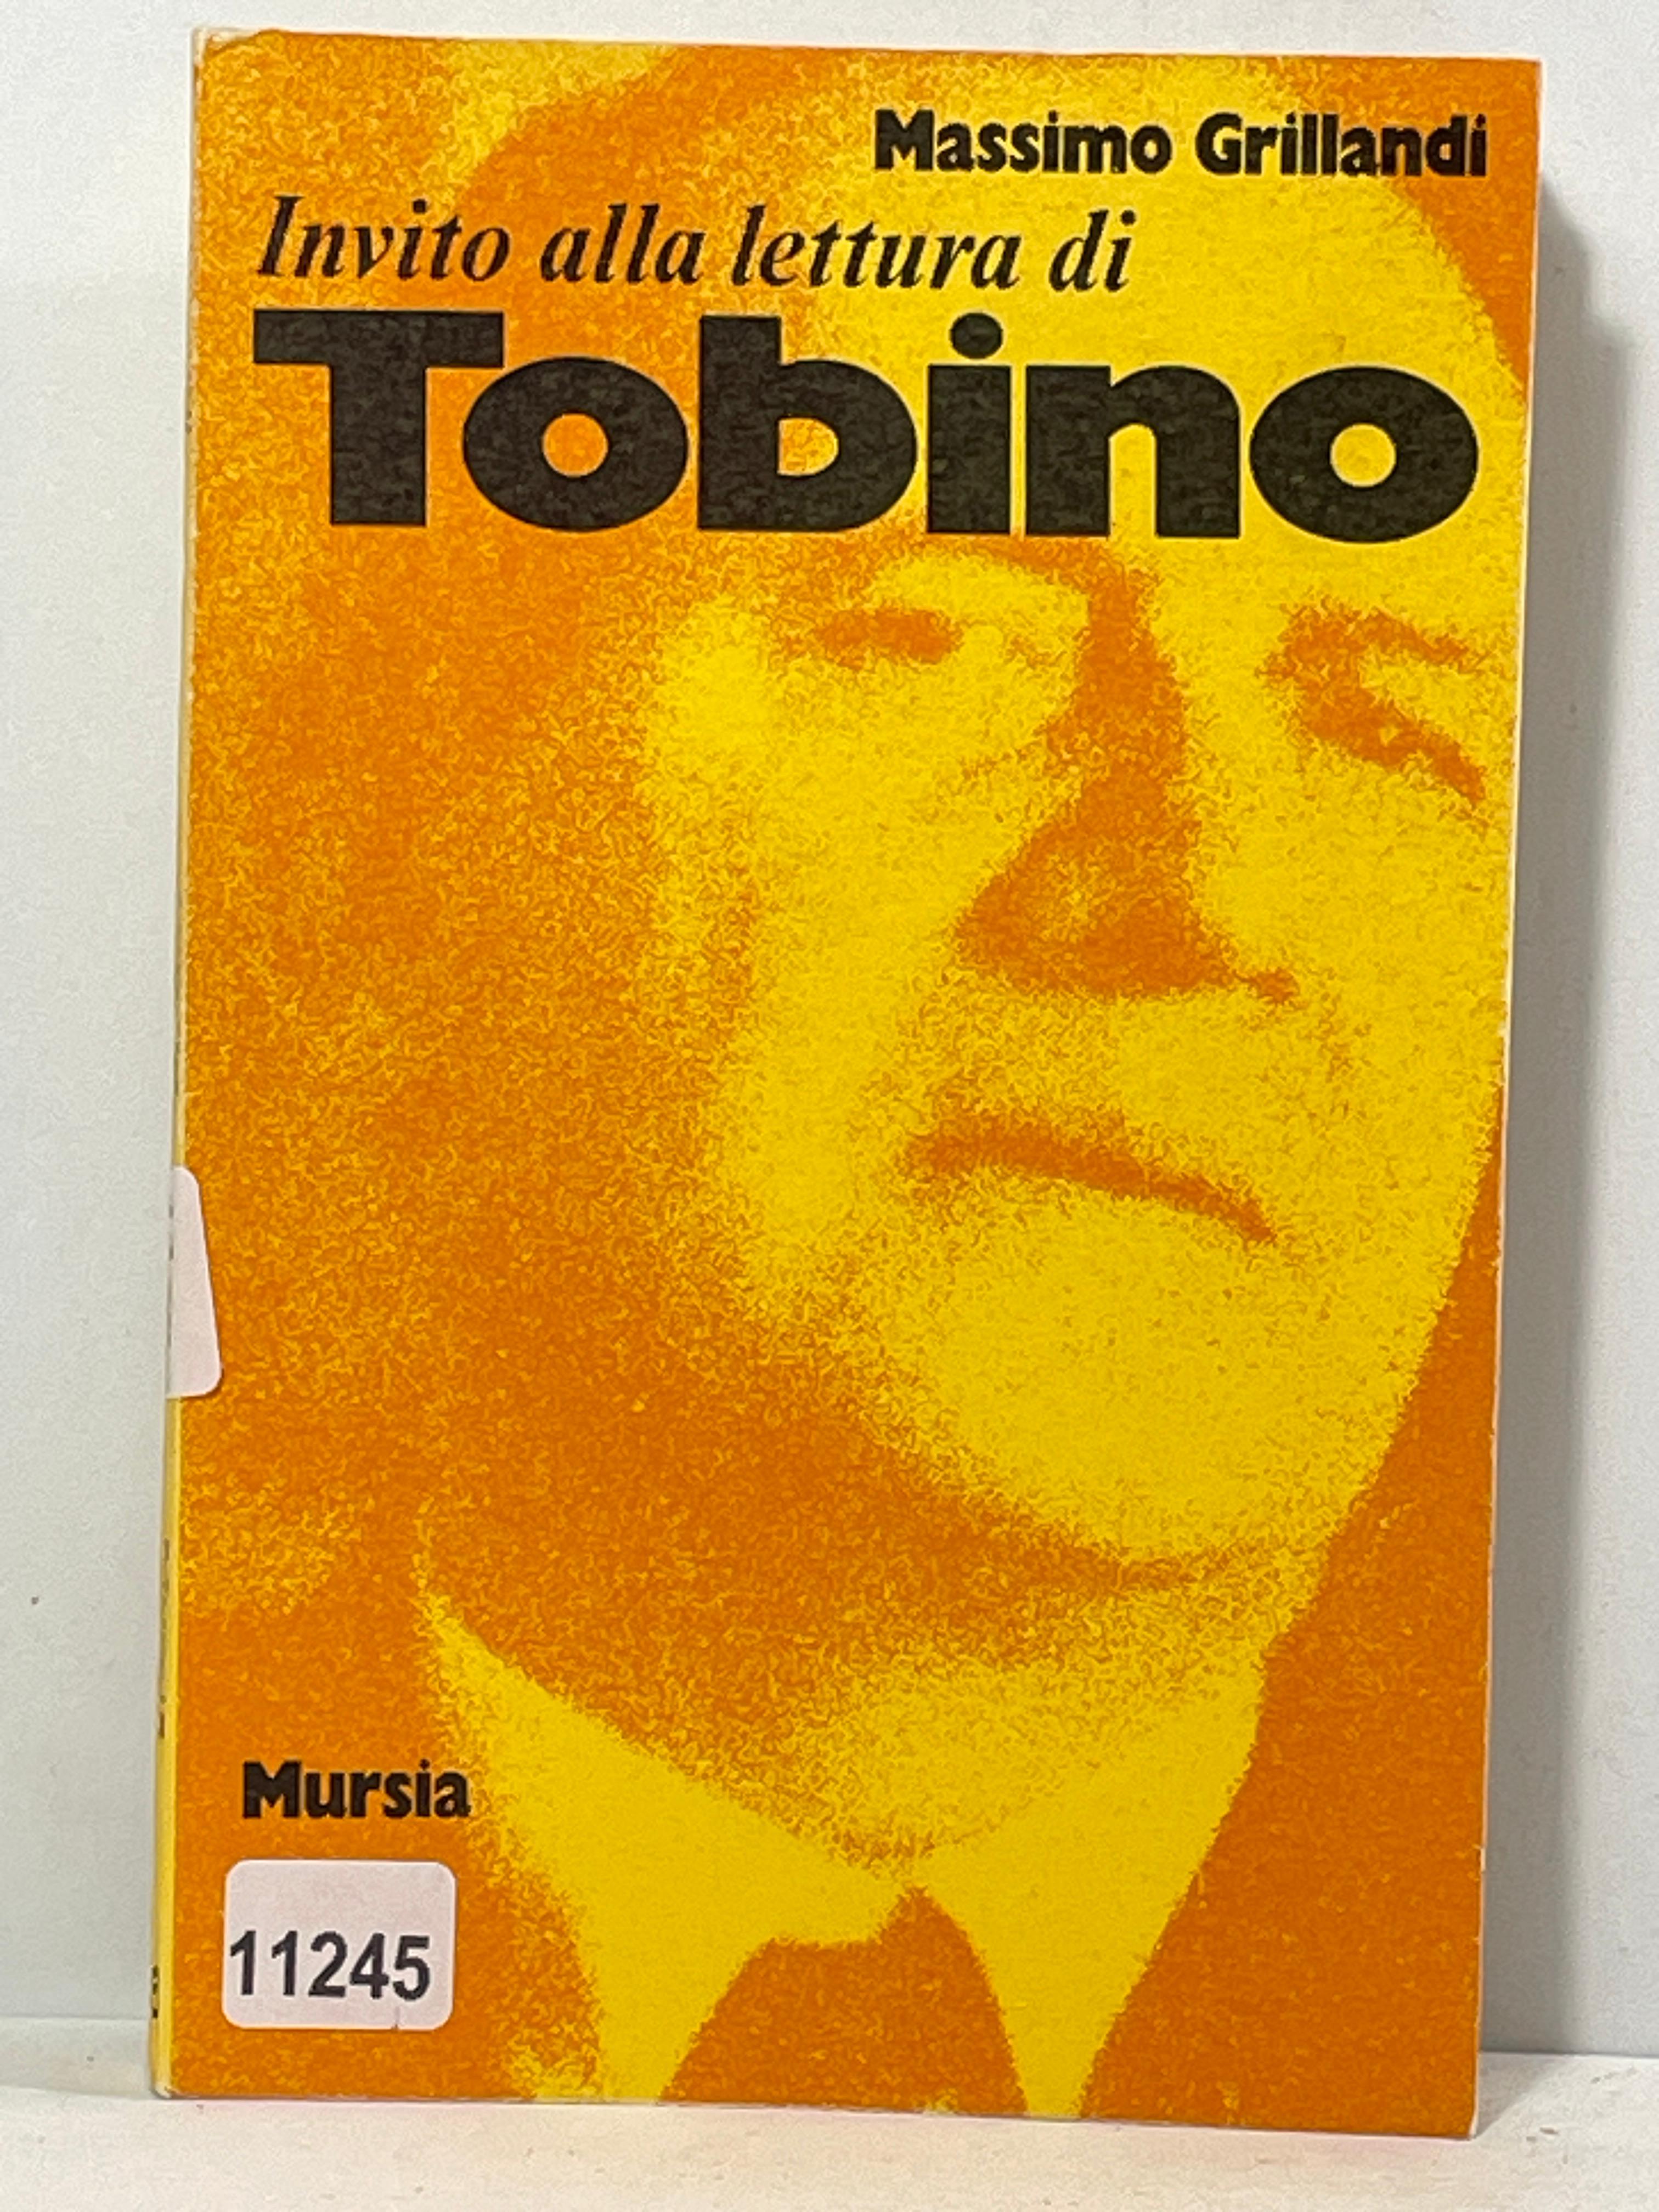 Massimo Grillandi
Invito alla lettura di
Tobino
Mursia
11245